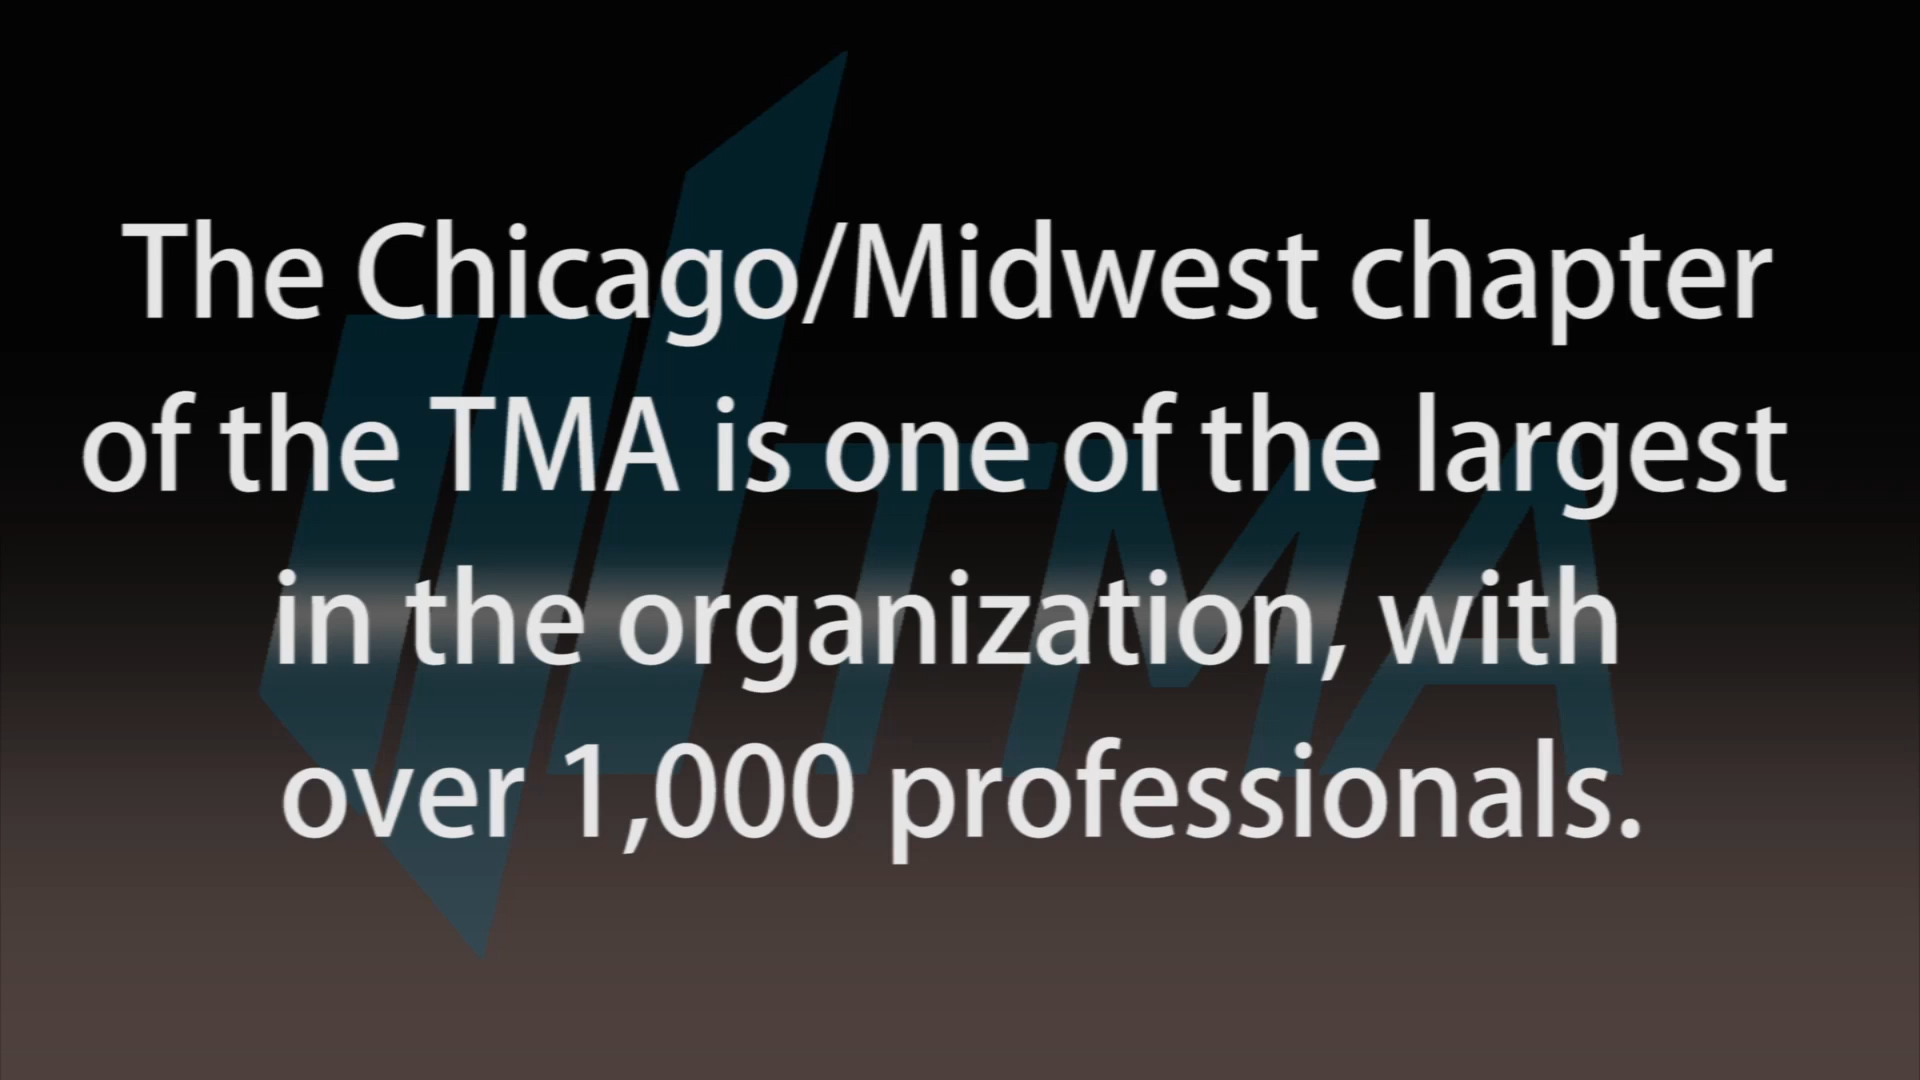 The Chicago/Midwest chapter
of the TMA is one of the largest
in the organization, with
over 1,000 professionals.
TMA